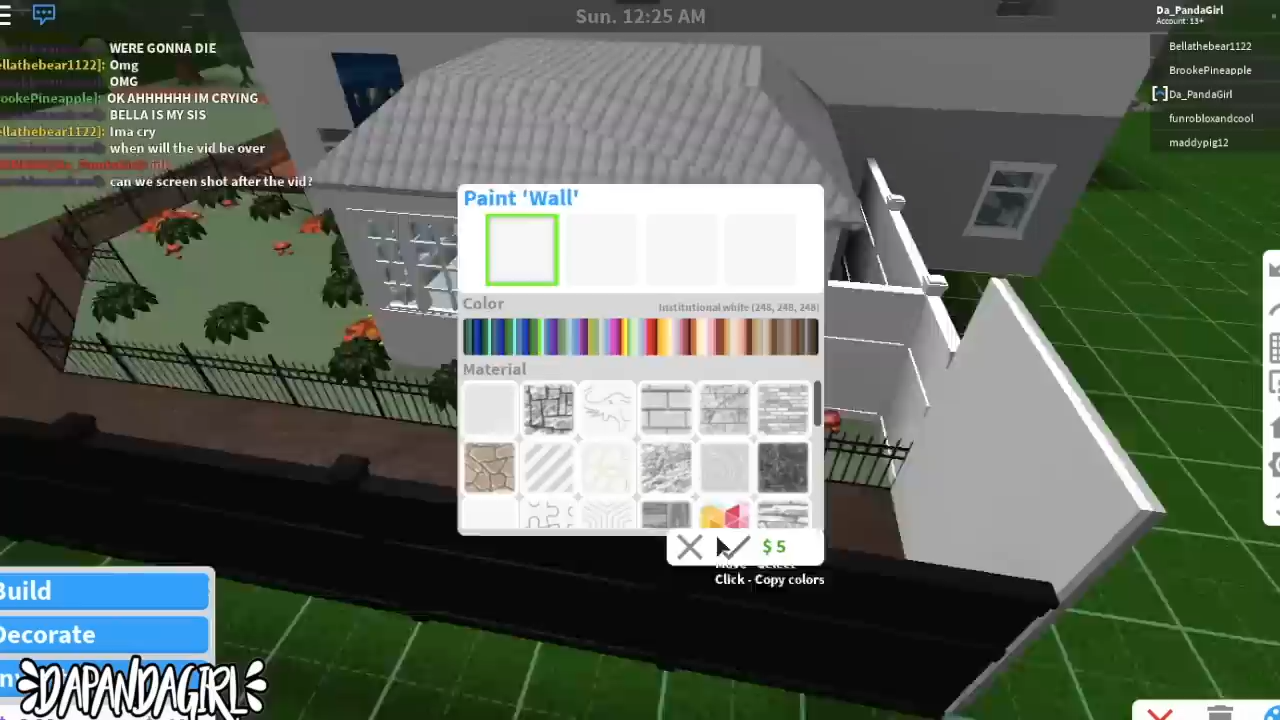 Sun. 12:25 AM
Da_PandaGirl
Account: 13+
WERE GONNA DIE
ellathebear1122]: Omg
OMG
rookePineapple]: OK AHHHHHH IM CRYING
BELLA IS MY SIS
ellathebear1122]: Ima cry
when will the vid be over
can we screen shot after the vid?
Bellathebear1122
BrookePineapple
Da_PandaGirl
funrobloxandcool
maddypig12
Paint 'Wall'
Color
Institutional white (248, 248, 248)
Material
$ 5
Click - Copy colors
Build
Decorate
DAPANDAGIRL